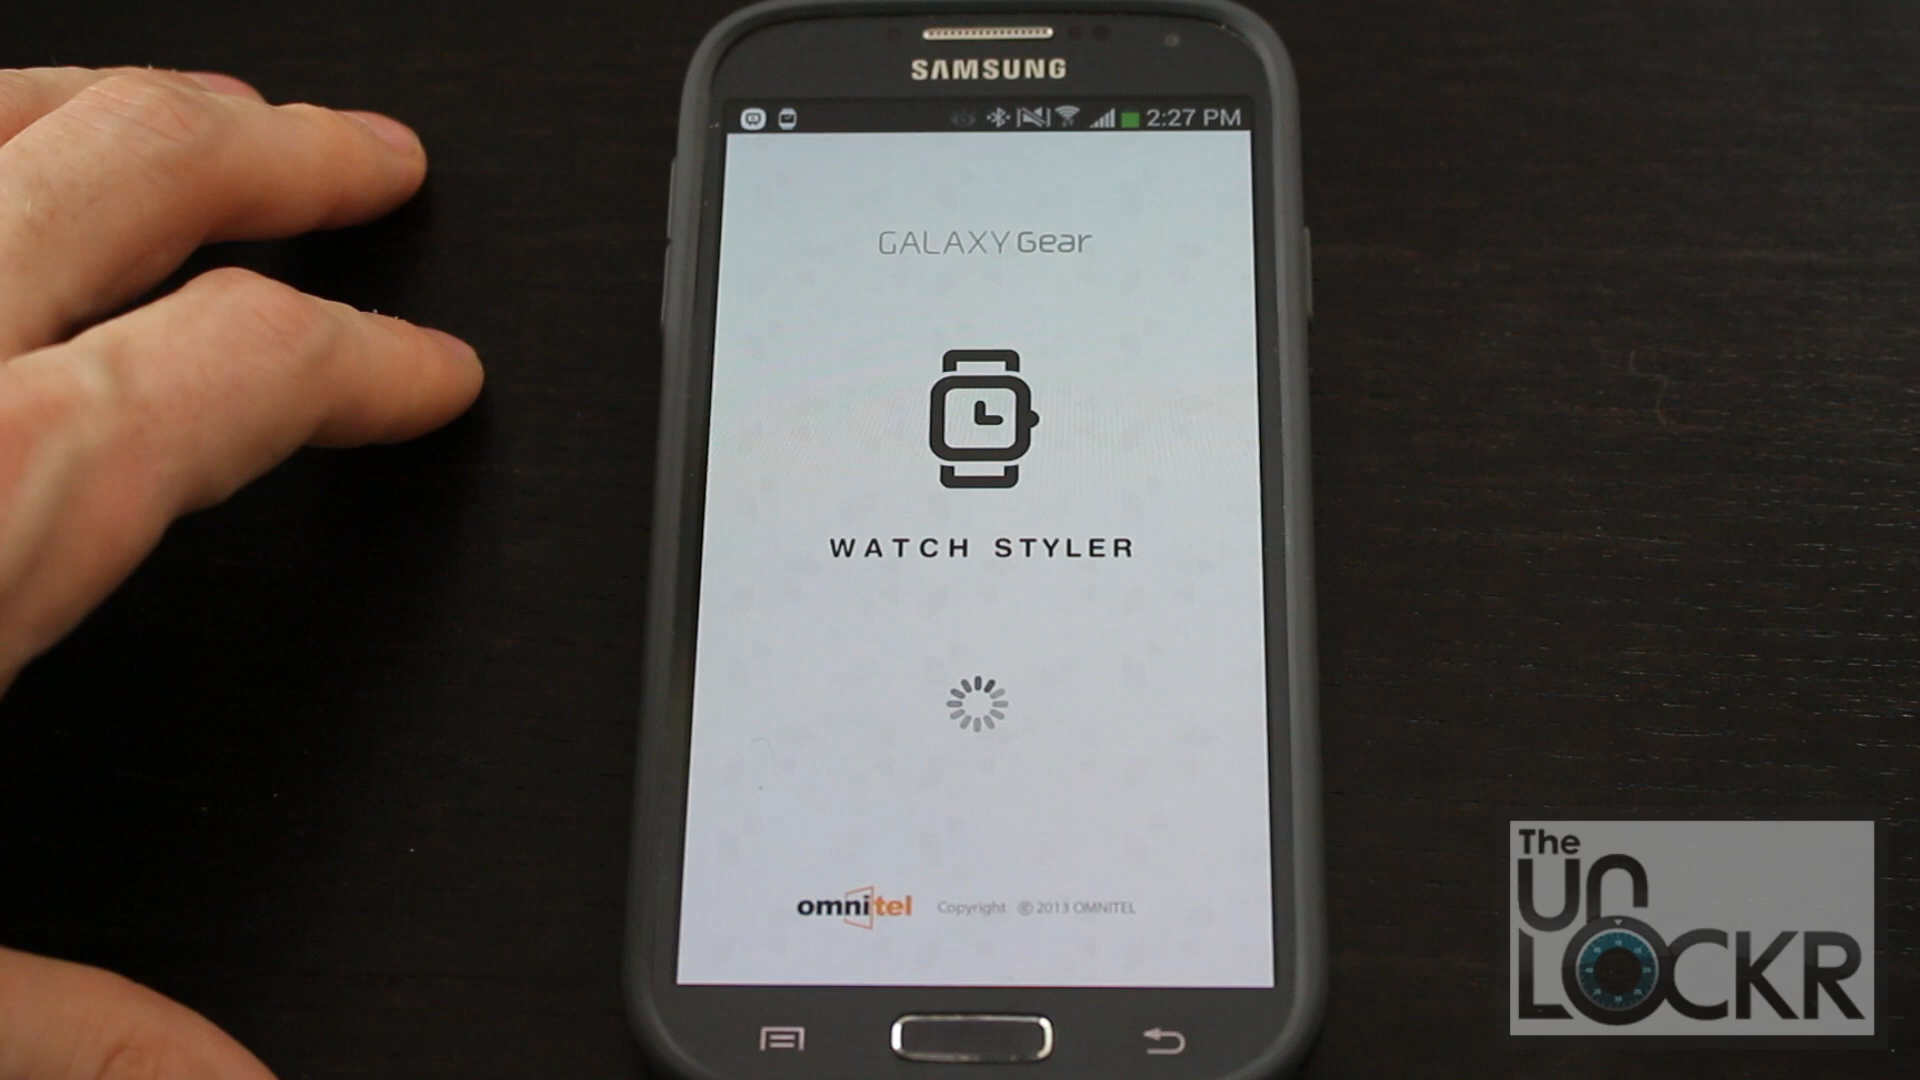 SAMSUNG
2:27 PM
GALAXY Gear
WATCH STYLER
omnitel Copyright ©2013 OMNITEL
The
UN
LOCKR